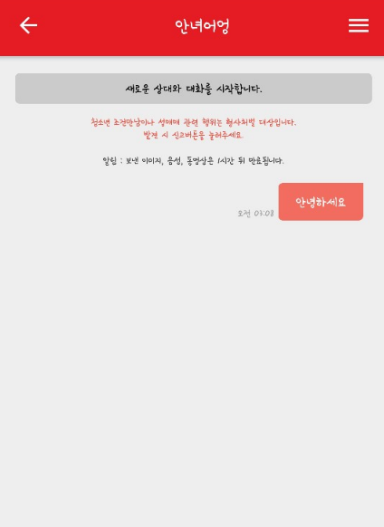 안녀어엉
새로운 상대와 대화를 시작합니다.
청소년 조건만남이나 성매매 관련 행위는 형사처벌 대상입니다.
발견 시 신고버튼을 눌러주세요.
알림 : 보낸 이미지, 음성, 동영상은 1시간 뒤 만료됩니다.
안녕하세요
오전 03:03